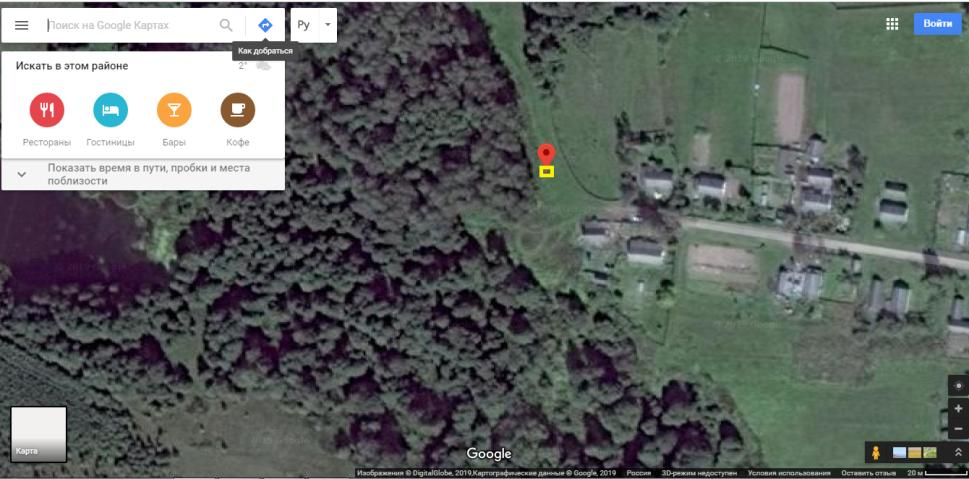 Поиск на Google Картах
Ру
Войти
Как добраться
Искать в этом районе
2°
Рестораны
Гостиницы
Бары
Кофе
Показать время в пути, пробки и места
поблизости
© 2019 Google
Карта
Google
Изображения © DigitalGlobe, 2019,Картографические данные © Google, 2019 Россия 3D-режим недоступен Условия использования Оставить отзыв 20 м